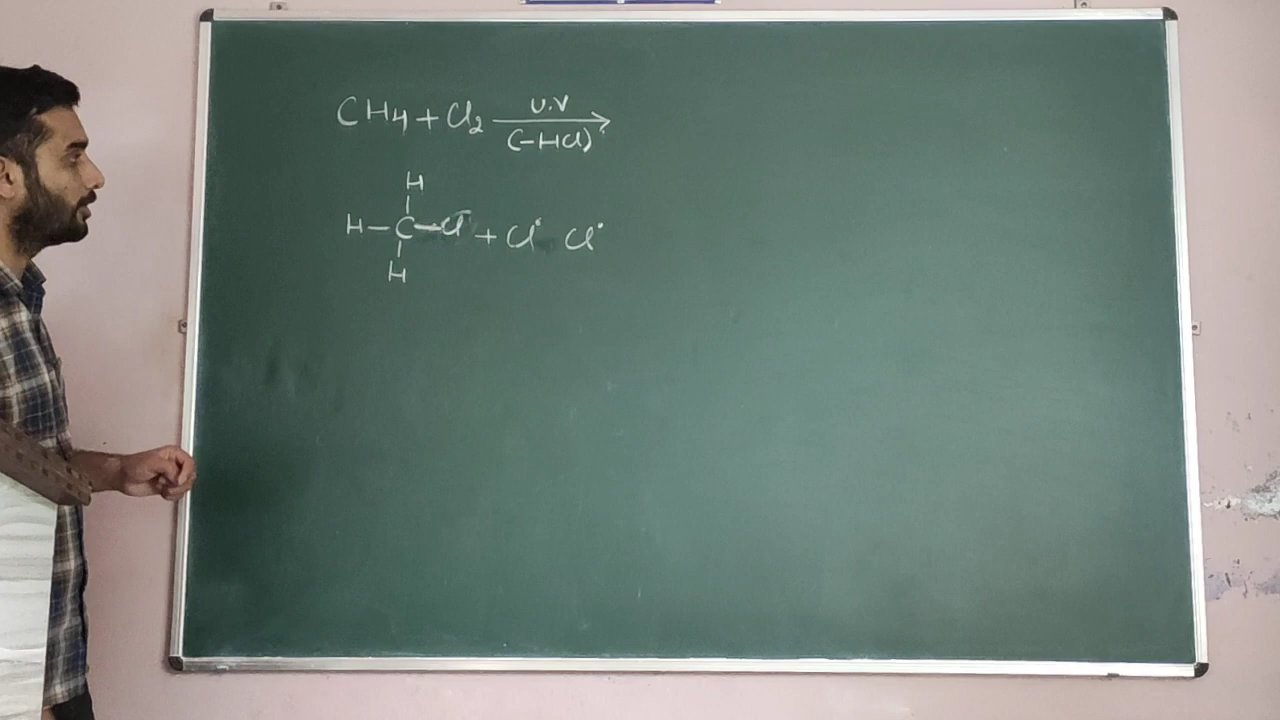 CH4 + Cl2 U.V (-HCl) →
H
H - C - Cl + Cl• Cl•
H